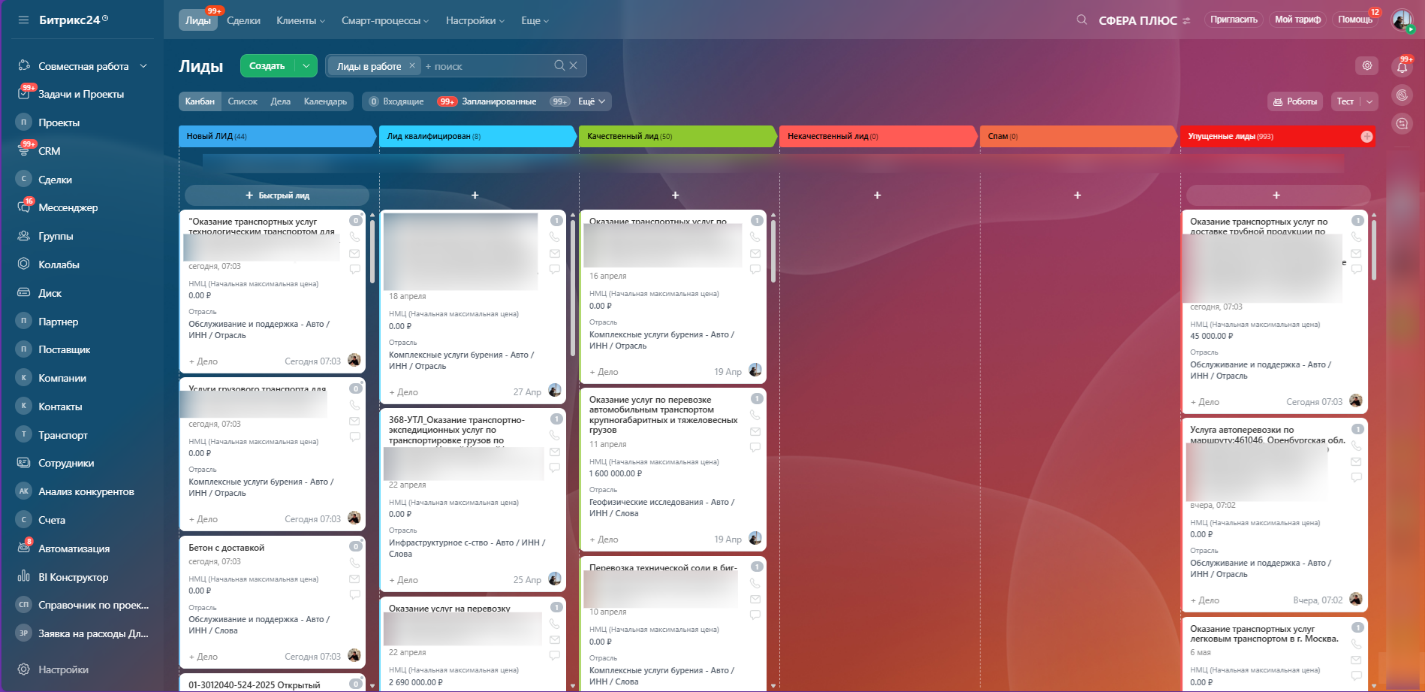 Битрикс24
Совместная работа
99+
Задачи и Проекты
П
Проекты
99+
CRM
С
Сделки
16
Мессенджер
Группы
Коллабы
Диск
П
Партнер
П
Поставщик
К
Компании
К
Контакты
Т
Транспорт
Сотрудники
АК
Анализ конкурентов
С
Счета
8
Автоматизация
BI Конструктор
СП
Справочник по проек...
ЗР
Заявка на расходы Дл...
Настройки
Лиды 99+ Сделки Клиенты Смарт-процессы Настройки Еще
СФЕРА ПЛЮС Пригласить Мой тариф Помощь 12
Лиды Создать Лиды в работе × + поиск
99+
Канбан Список Дела Календарь 0 Входящие 99+ Запланированные 99+ Ещё Роботы Тест
Новый ЛИД (44)
Лид квалифицирован (8)
Качественный лид (50)
Некачественный лид (0)
Спам (0)
Упущенные лиды (993)
+ Быстрый лид
+
+
+
+
+
"Оказание транспортных услуг
технологическим транспортом для
0
сегодня, 07:03
НМЦ (Начальная максимальная цена)
0.00 ₽
Отрасль
Обслуживание и поддержка - Авто /
ИНН / Отрасль
+ Дело Сегодня 07:03
Услуги грузового транспорта для
0
сегодня, 07:03
НМЦ (Начальная максимальная цена)
0.00 ₽
Отрасль
Комплексные услуги бурения - Авто /
ИНН / Отрасль
+ Дело Сегодня 07:03
Бетон с доставкой
0
сегодня, 07:03
НМЦ (Начальная максимальная цена)
0.00 ₽
Отрасль
Обслуживание и поддержка - Авто /
ИНН / Слова
+ Дело Сегодня 07:03
01-3012040-524-2025 Открытый
0
1
18 апреля
НМЦ (Начальная максимальная цена)
0.00 ₽
Отрасль
Комплексные услуги бурения - Авто /
ИНН / Отрасль
+ Дело 27 Апр
368-УТЛ_Оказание транспортно-
экспедиционных услуг по
транспортировке грузов по
1
22 апреля
НМЦ (Начальная максимальная цена)
0.00 ₽
Отрасль
Инфраструктурное с-ство - Авто / ИНН /
Слова
+ Дело 25 Апр
Оказание услуг на перевозку
1
22 апреля
НМЦ (Начальная максимальная цена)
2 690 000.00 ₽
Оказание транспортных услуг по
1
16 апреля
НМЦ (Начальная максимальная цена)
0.00 ₽
Отрасль
Комплексные услуги бурения - Авто /
ИНН / Отрасль
+ Дело 19 Апр
Оказание услуг по перевозке
автомобильным транспортом
крупногабаритных и тяжеловесных
грузов
1
11 апреля
НМЦ (Начальная максимальная цена)
1 600 000.00 ₽
Отрасль
Геофизические исследования - Авто /
ИНН / Слова
+ Дело 19 Апр
Перевозка технической соли в биг-
1
10 апреля
НМЦ (Начальная максимальная цена)
0.00 ₽
Отрасль
Комплексные услуги бурения - Авто /
ИНН / Отрасль
Оказание транспортных услуг по
доставке трубной продукции по
1
е
сегодня, 07:03
НМЦ (Начальная максимальная цена)
45 000.00 ₽
Отрасль
Обслуживание и поддержка - Авто /
ИНН / Отрасль
+ Дело Сегодня 07:03
Услуга автоперевозки по
маршруту:461046, Оренбургская обл.
1
вчера, 07:02
НМЦ (Начальная максимальная цена)
0.00 ₽
Отрасль
Обслуживание и поддержка - Авто /
ИНН / Отрасль
+ Дело Вчера, 07:02
Оказание транспортных услуг
легковым транспортом в г. Москва.
1
6 мая
НМЦ (Начальная максимальная цена)
0.00 ₽